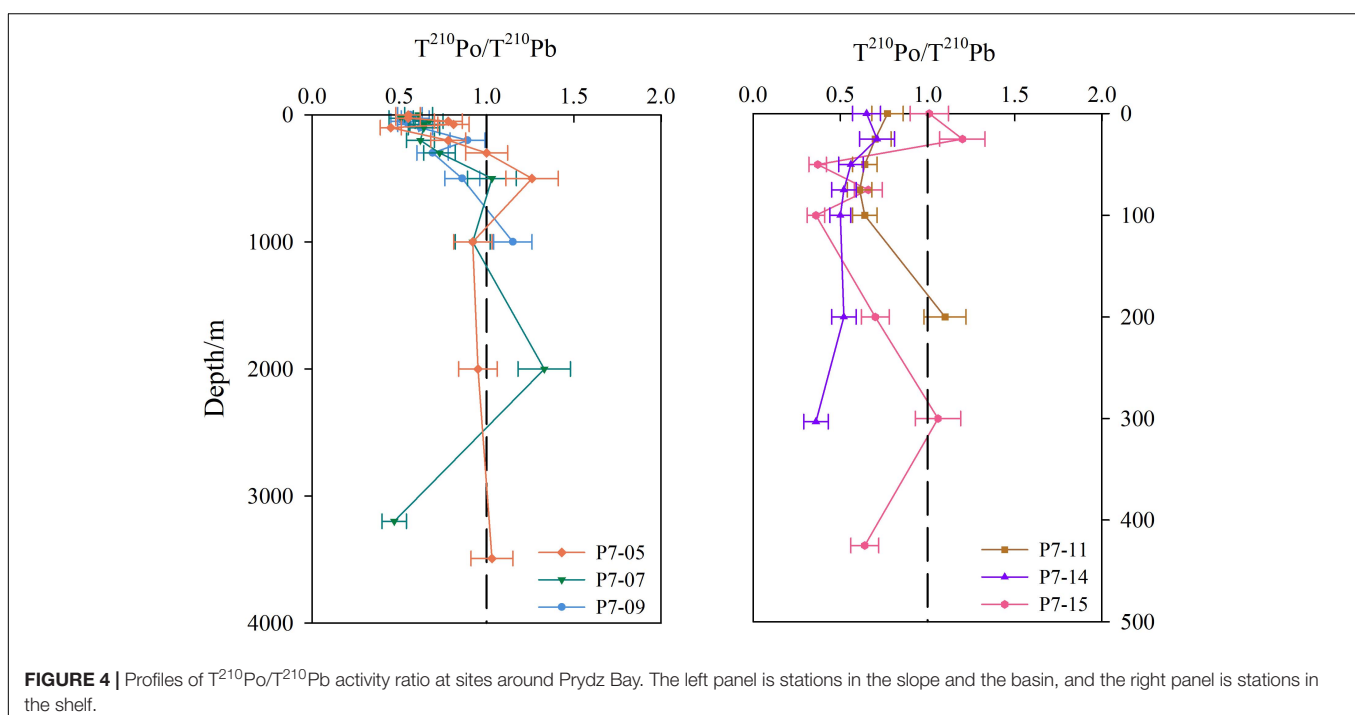 T²¹⁰Po/T²¹⁰Pb
T²¹⁰Po/T²¹⁰Pb
0.0 0.5 1.0 1.5 2.0
0.0 0.5 1.0 1.5 2.0
0
1000
2000
3000
4000
Depth/m
P7-05
P7-07
P7-09
0
100
200
300
400
500
P7-11
P7-14
P7-15
FIGURE 4 | Profiles of T²¹⁰Po/T²¹⁰Pb activity ratio at sites around Prydz Bay. The left panel is stations in the slope and the basin, and the right panel is stations in
the shelf.